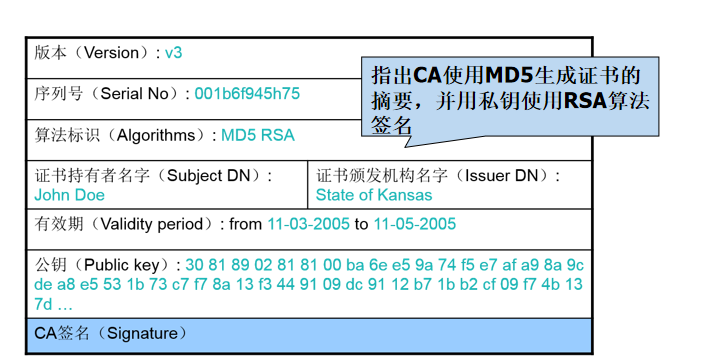 版本（Version）: v3
序列号（Serial No）: 001b6f945h75
算法标识（Algorithms）: MD5 RSA
指出CA使用MD5生成证书的
摘要，并用私钥使用RSA算法
签名
证书持有者名字（Subject DN）:
John Doe
证书颁发机构名字（Issuer DN）:
State of Kansas
有效期（Validity period）: from 11-03-2005 to 11-05-2005
公钥（Public key）: 30 81 89 02 81 81 00 ba 6e e5 9a 74 f5 e7 af a9 8a 9c
de a8 e5 53 1b 73 c7 f7 8a 13 f3 44 91 09 dc 91 12 b7 1b b2 cf 09 f7 4b 13
7d …
CA签名（Signature）